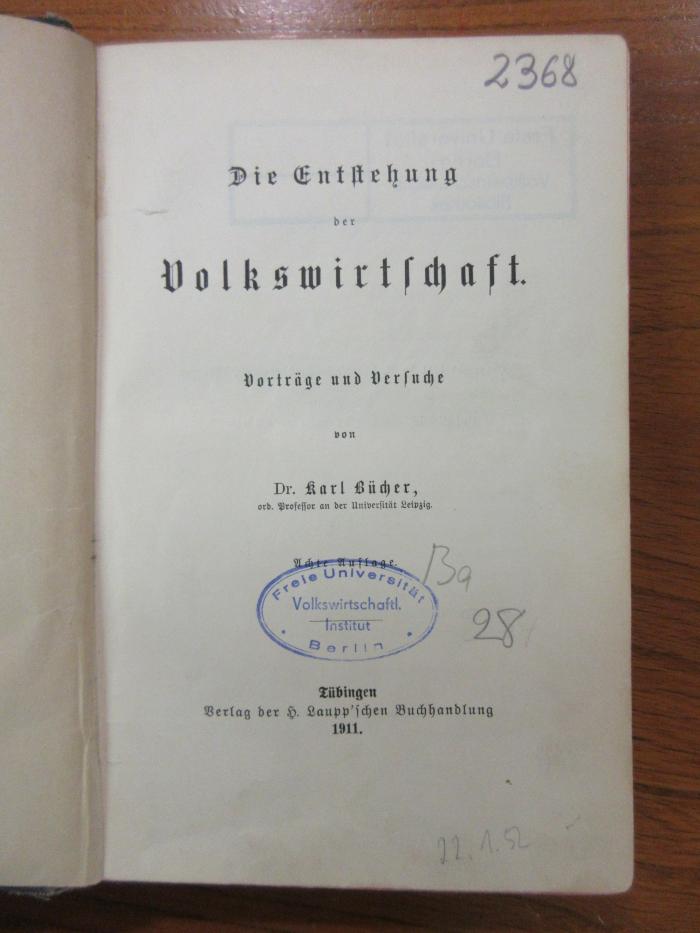 2368
Die Entstehung
der
Volkswirtschaft.
Vorträge und Versuche
von
Dr. Karl Bücher,
ord. Professor an der Universität Leipzig.
Achte Auflage.
Ba
Freie Universität
Volkswirtschaftl.
Institut
Berlin
28
Tübingen
Verlag der H. Laupp'schen Buchhandlung
1911.
22.1.52